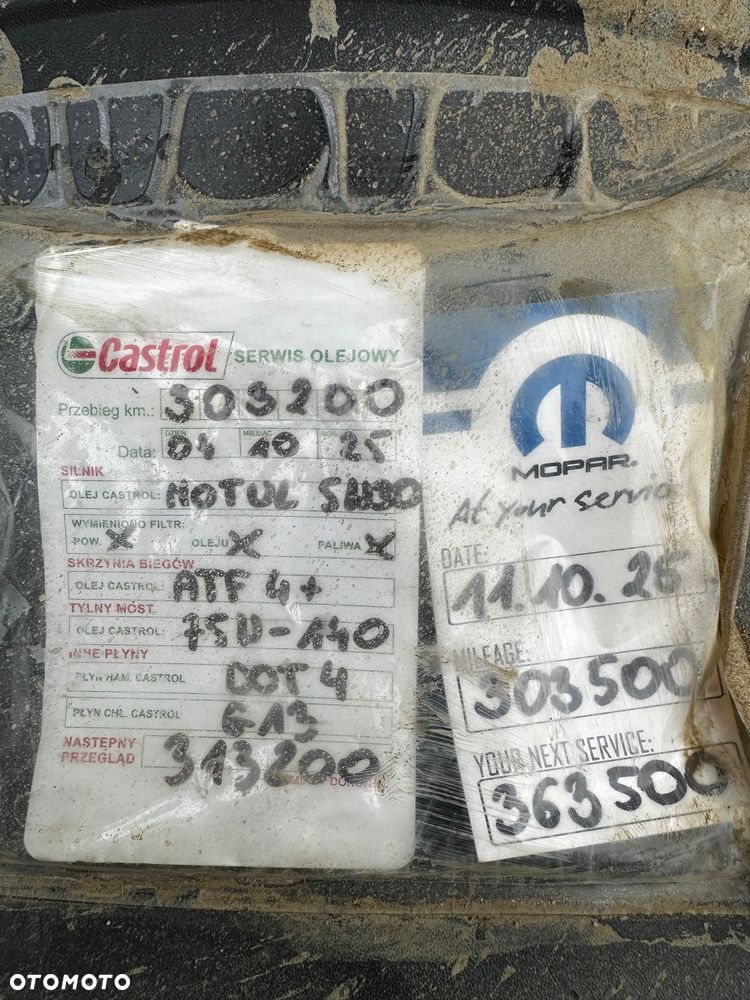 Castrol SERWIS OLEJOWY
Przebieg km.: 303200
DZIEŃ MIESIĄC
Data: 04 10 25
SILNIK
OLEJ CASTROL: MOTUL 5W30
WYMIENIONO FILTR:
POW. X OLEJU X PALIWA X
SKRZYNIA BIEGÓW
OLEJ CASTROL: ATF 4+
TYLNY MOST
OLEJ CASTROL: 75W-140
INNE PŁYNY
PŁYN HAM. CASTROL DOT 4
PŁYN CHŁ. CASTROL G13
NASTĘPNY
PRZEGLĄD 313200
MOPAR
At your service
DATE:
11.10.25
MILEAGE:
303500
YOUR NEXT SERVICE:
363500
OTOMOTO